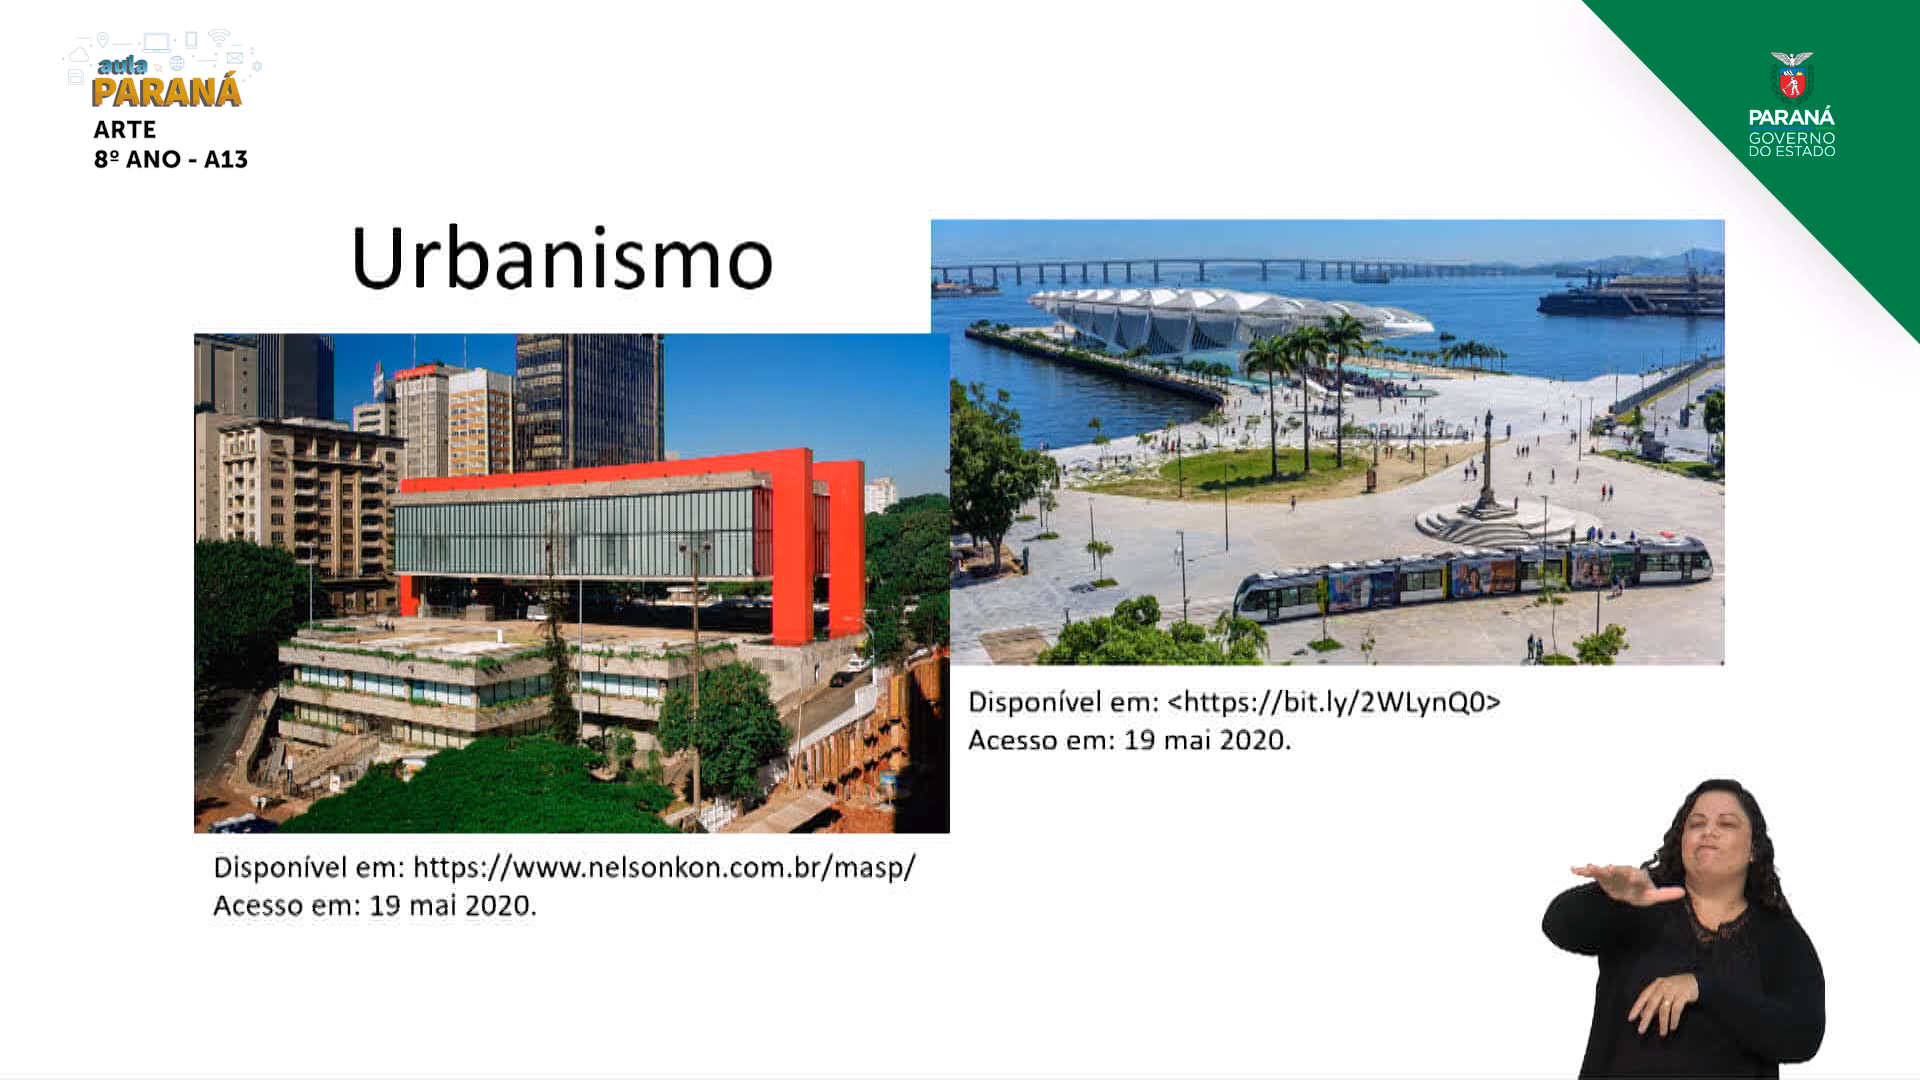 aula
PARANÁ
ARTE
8º ANO - A13
PARANÁ
GOVERNO
DO ESTADO
Urbanismo
Disponível em: <https://bit.ly/2WLynQ0>
Acesso em: 19 mai 2020.
Disponível em: https://www.nelsonkon.com.br/masp/
Acesso em: 19 mai 2020.